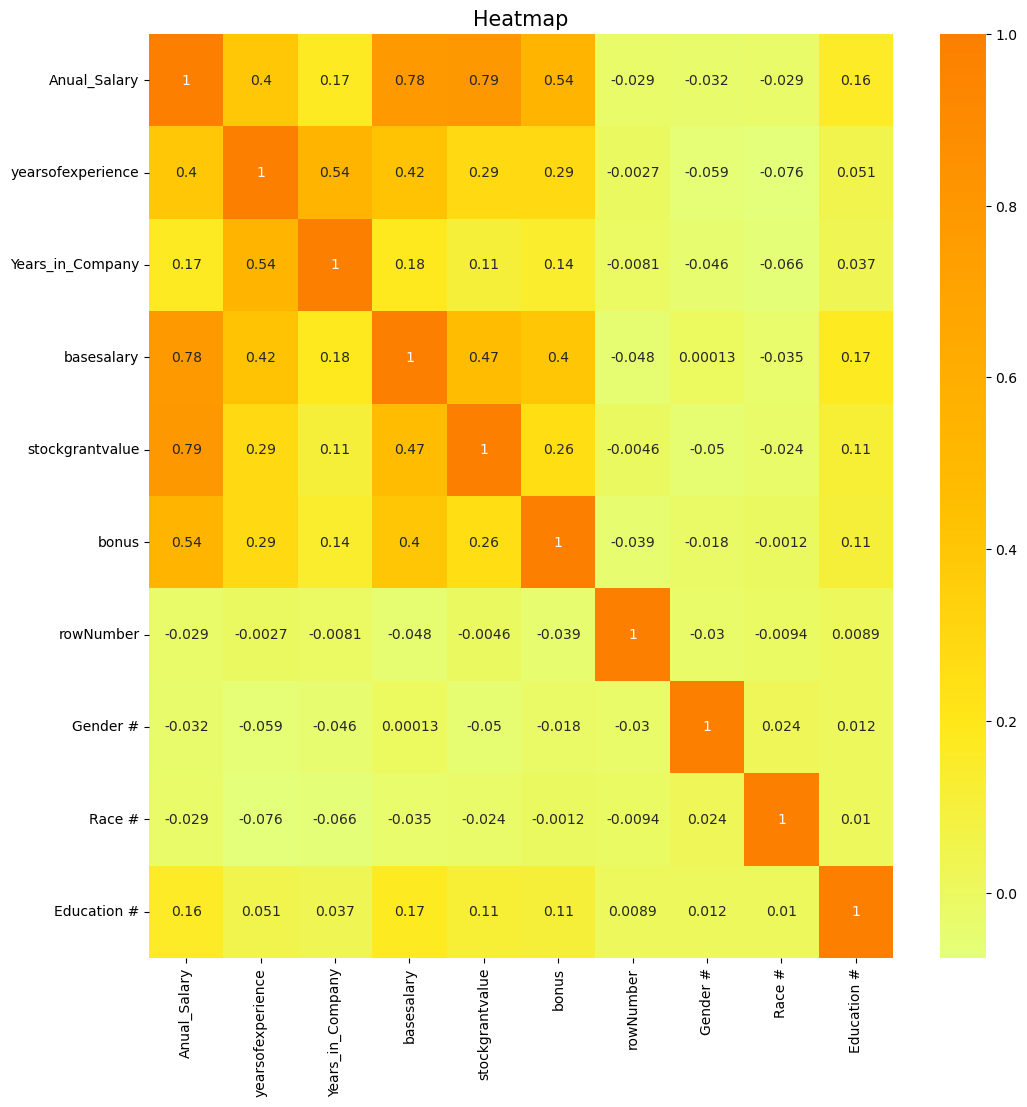 Heatmap
Anual_Salary 1 0.4 0.17 0.78 0.79 0.54 -0.029 -0.032 -0.029 0.16
yearsofexperience 0.4 1 0.54 0.42 0.29 0.29 -0.0027 -0.059 -0.076 0.051
Years_in_Company 0.17 0.54 1 0.18 0.11 0.14 -0.0081 -0.046 -0.066 0.037
basesalary 0.78 0.42 0.18 1 0.47 0.4 -0.048 0.00013 -0.035 0.17
stockgrantvalue 0.79 0.29 0.11 0.47 1 0.26 -0.0046 -0.05 -0.024 0.11
bonus 0.54 0.29 0.14 0.4 0.26 1 -0.039 -0.018 -0.0012 0.11
rowNumber -0.029 -0.0027 -0.0081 -0.048 -0.0046 -0.039 1 -0.03 -0.0094 0.0089
Gender # -0.032 -0.059 -0.046 0.00013 -0.05 -0.018 -0.03 1 0.024 0.012
Race # -0.029 -0.076 -0.066 -0.035 -0.024 -0.0012 -0.0094 0.024 1 0.01
Education # 0.16 0.051 0.037 0.17 0.11 0.11 0.0089 0.012 0.01 1
Anual_Salary
yearsofexperience
Years_in_Company
basesalary
stockgrantvalue
bonus
rowNumber
Gender #
Race #
Education #
1.0
0.8
0.6
0.4
0.2
0.0